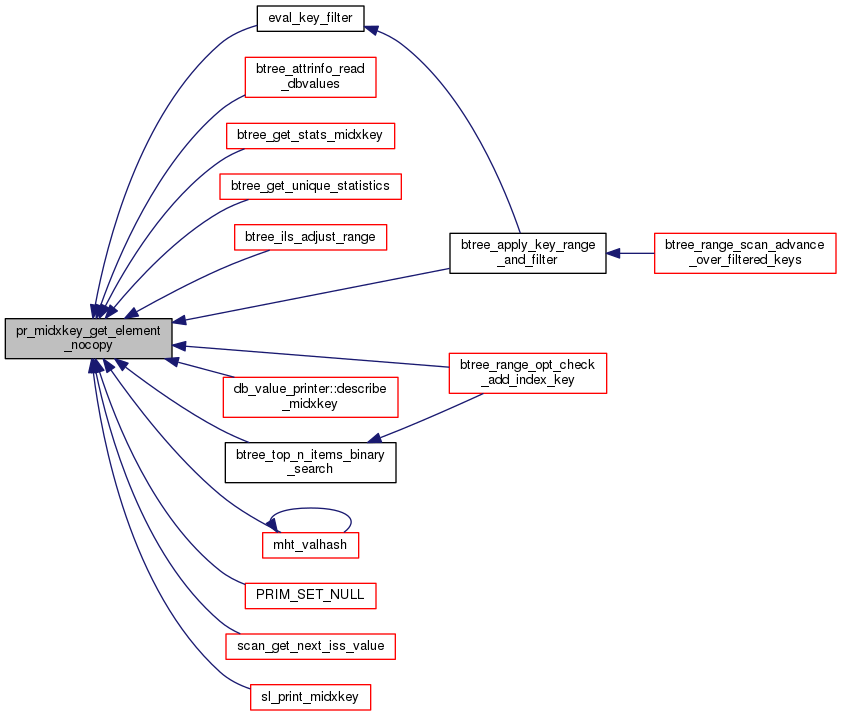 eval_key_filter
btree_attrinfo_read
_dbvalues
btree_get_stats_midxkey
btree_get_unique_statistics
btree_ils_adjust_range
btree_apply_key_range
_and_filter
btree_range_scan_advance
_over_filtered_keys
pr_midxkey_get_element
_nocopy
btree_range_opt_check
_add_index_key
db_value_printer::describe
_midxkey
btree_top_n_items_binary
_search
mht_valhash
PRIM_SET_NULL
scan_get_next_iss_value
sl_print_midxkey